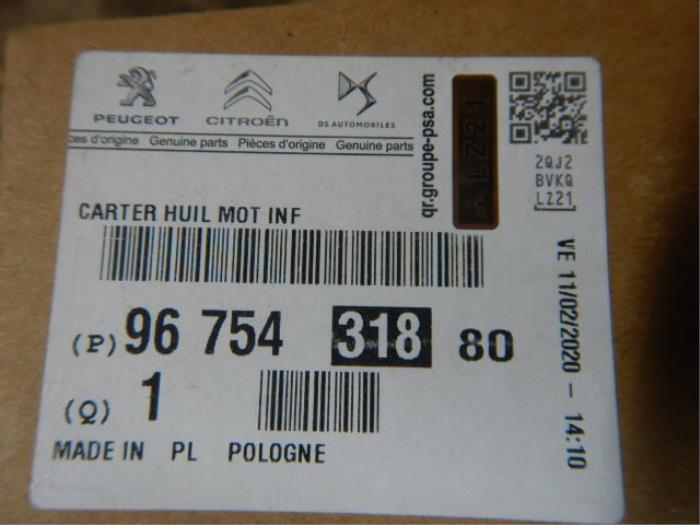 PEUGEOT CITROËN DS AUTOMOBILES
ces d'origine Genuine parts Pièces d'origine Genuine parts
qr.groupe-psa.com
LZ21
2QJ2
BVKQ
LZ21
CARTER HUIL MOT INF
(P) 96 754 318 80
(Q) 1
MADE IN PL POLOGNE
VE 11/02/2020 - 14:10